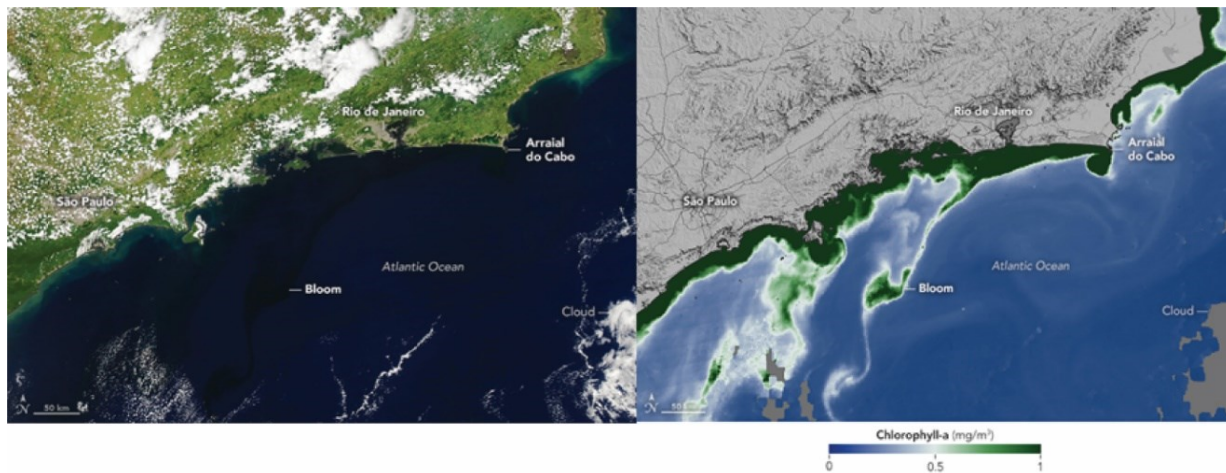 Rio de Janeiro
Arraial
do Cabo
São Paulo
Atlantic Ocean
Bloom
Cloud
N
50 km
Rio de Janeiro
Arraial
do Cabo
São Paulo
Atlantic Ocean
Bloom
Cloud
N
50 km
Chlorophyll-a (mg/m³)
0 0.5 1